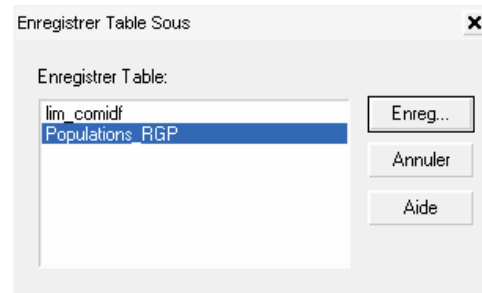 Enregistrer Table Sous
Enregistrer Table:
lim_comidf
Populations_RGP
Enreg...
Annuler
Aide